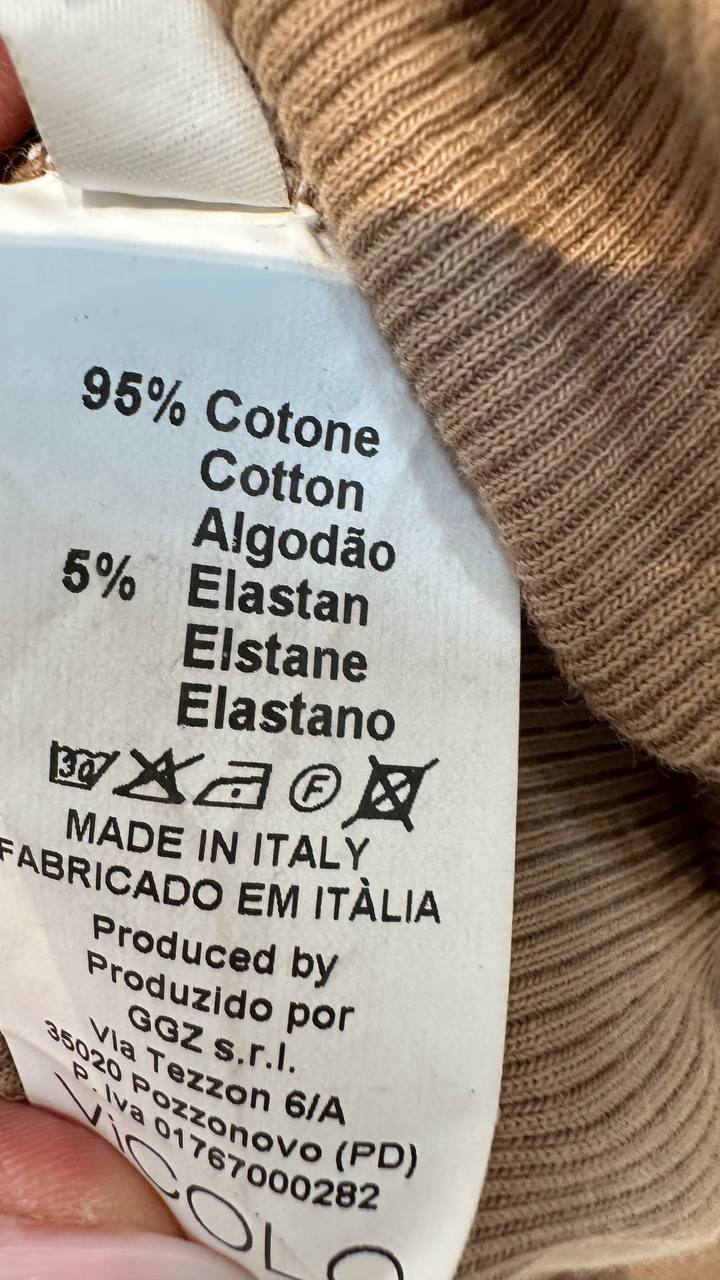 95% Cotone
Cotton
Algodão
5% Elastan
Elstane
Elastano
30 F
MADE IN ITALY
FABRICADO EM ITÀLIA
Produced by
Produzido por
GGZ s.r.l.
Via Tezzon 6/A
35020 Pozzonovo (PD)
P. Iva 01767000282
ViCOLO